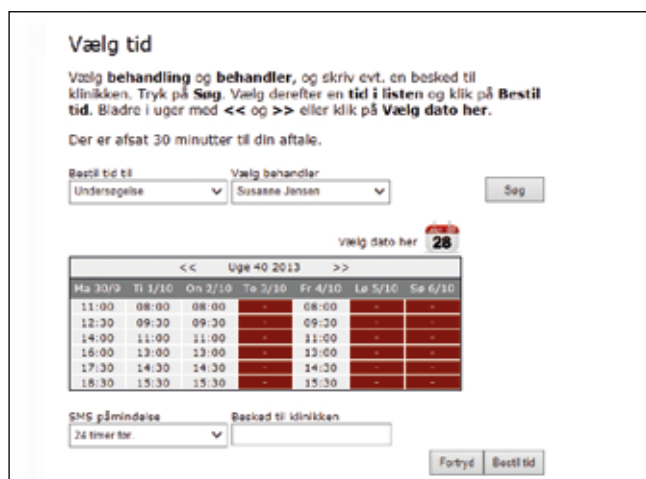 Vælg tid
Vælg behandling og behandler, og skriv evt. en besked til
klinikken. Tryk på Søg. Vælg derefter en tid i listen og klik på Bestil
tid. Bladre i uger med << og >> eller klik på Vælg dato her.
Der er afsat 30 minutter til din aftale.
Bestil tid til Vælg behandler
Undersøgelse Susanne Jensen Søg
Vælg dato her 28
<< Uge 40 2013 >>
Ma 30/9 Ti 1/10 On 2/10 To 3/10 Fr 4/10 Lø 5/10 Sø 6/10
11:00 08:00 08:00 - 08:00 - -
12:30 09:30 09:30 - 09:30 - -
14:00 11:00 11:00 - 11:00 - -
16:00 13:00 13:00 - 13:00 - -
17:30 14:30 14:30 - 14:30 - -
18:30 15:30 15:30 - 15:30 - -
SMS påmindelse Besked til klinikken
24 timer før.
Fortryd Bestil tid